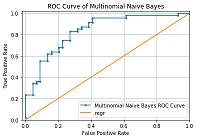 ROC Curve of Multinomial Naive Bayes
True Positive Rate
1.0
0.8
0.6
0.4
0.2
0.0
Multinomial Naive Bayes ROC Curve
regr
0.0 0.2 0.4 0.6 0.8 1.0
False Positive Rate